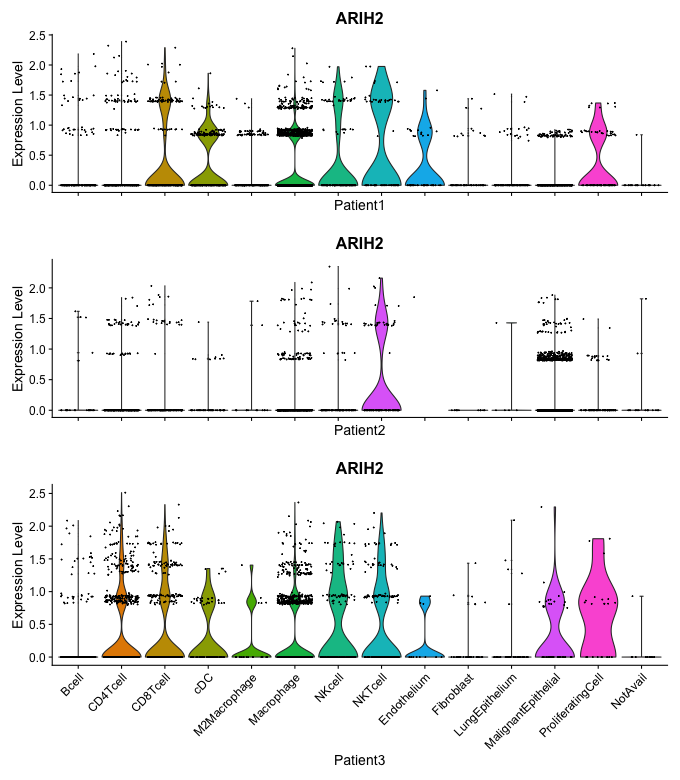 ARIH2
Expression Level
2.5
2.0
1.5
1.0
0.5
0.0
Patient1
ARIH2
Expression Level
2.0
1.5
1.0
0.5
0.0
Patient2
ARIH2
Expression Level
2.5
2.0
1.5
1.0
0.5
0.0
Bcell
CD4Tcell
CD8Tcell
cDC
M2Macrophage
Macrophage
NKcell
NKTcell
Endothelium
Fibroblast
LungEpithelium
MalignantEpithelial
ProliferatingCell
NotAvail
Patient3